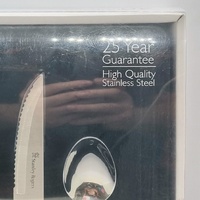 25 Year
Guarantee
High Quality
Stainless Steel